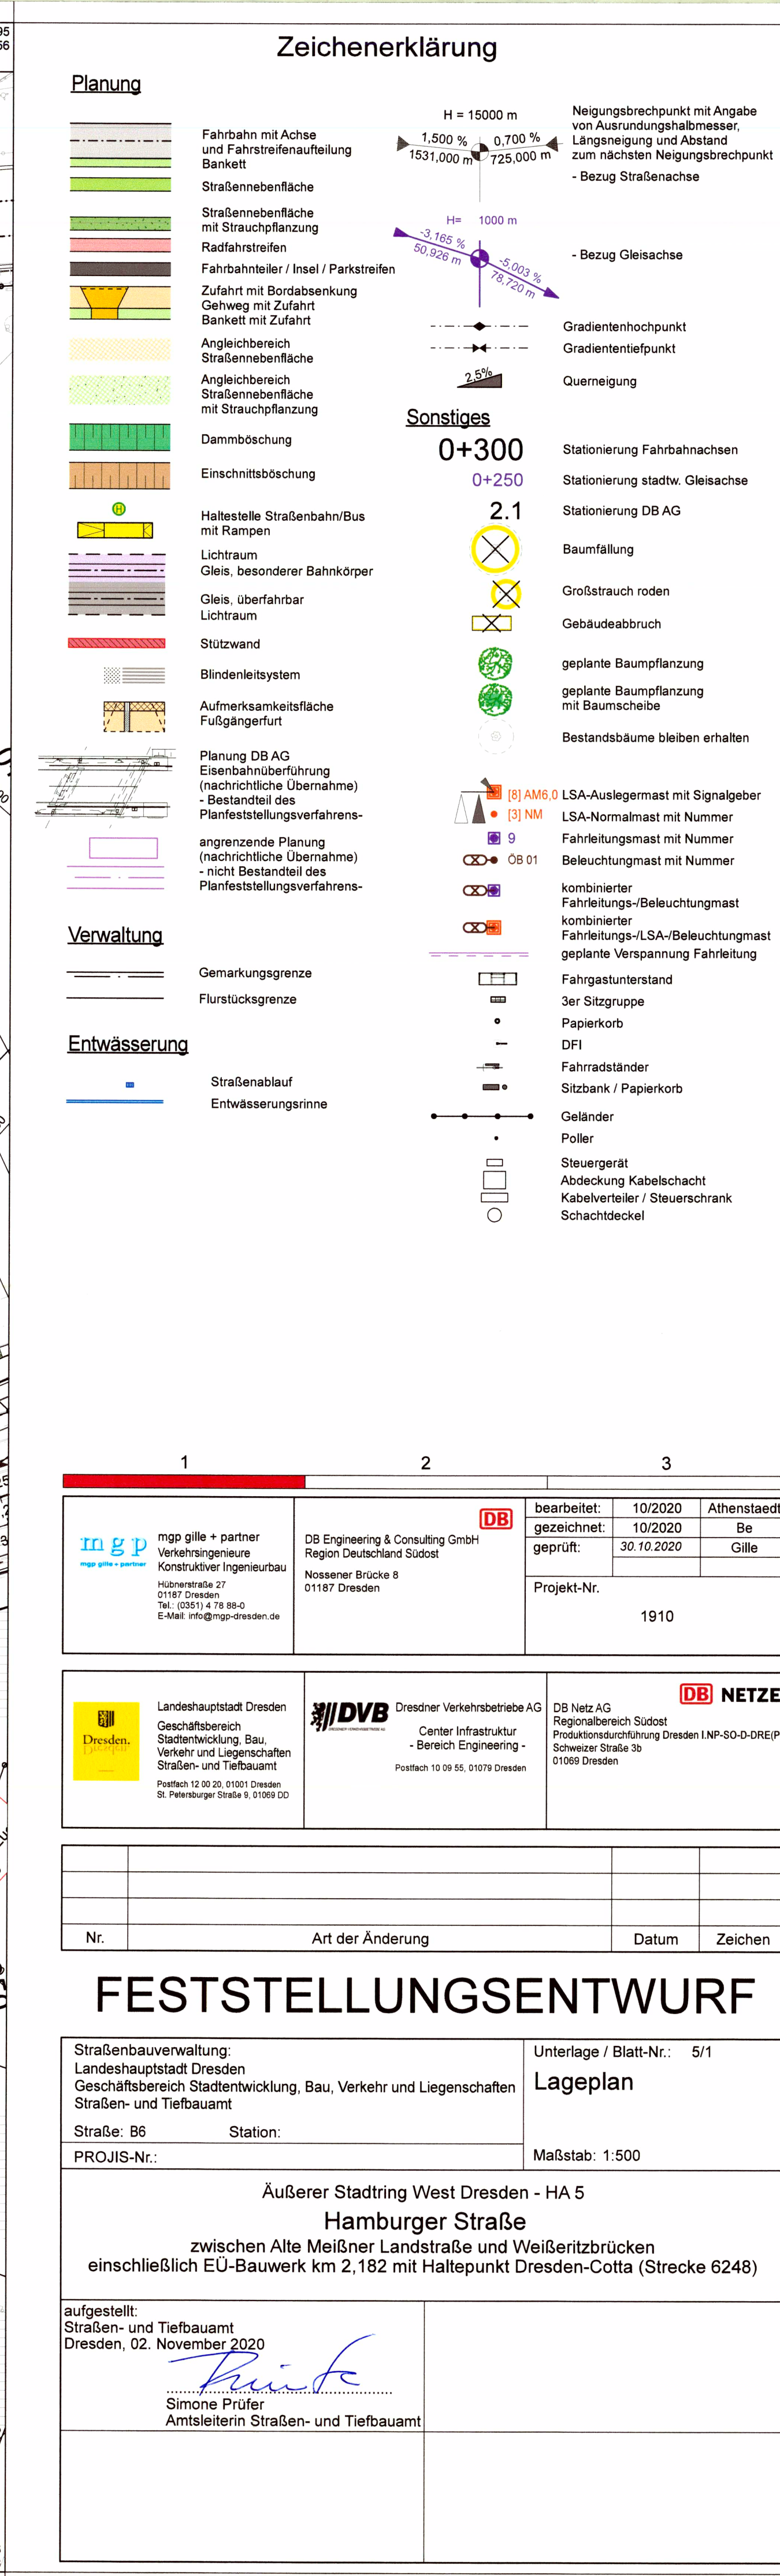 Zeichenerklärung
Planung
Fahrbahn mit Achse
und Fahrstreifenaufteilung
Bankett
Straßennebenfläche
Straßennebenfläche
mit Strauchpflanzung
Radfahrstreifen
Fahrbahnteiler / Insel / Parkstreifen
Zufahrt mit Bordabsenkung
Gehweg mit Zufahrt
Bankett mit Zufahrt
Angleichbereich
Straßennebenfläche
Angleichbereich
Straßennebenfläche
mit Strauchpflanzung
Dammböschung
Einschnittsböschung
H
Haltestelle Straßenbahn/Bus
mit Rampen
Lichtraum
Gleis, besonderer Bahnkörper
Gleis, überfahrbar
Lichtraum
Stützwand
Blindenleitsystem
Aufmerksamkeitsfläche
Fußgängerfurt
Planung DB AG
Eisenbahnüberführung
(nachrichtliche Übernahme)
- Bestandteil des
Planfeststellungsverfahrens-
angrenzende Planung
(nachrichtliche Übernahme)
- nicht Bestandteil des
Planfeststellungsverfahrens-
Verwaltung
Gemarkungsgrenze
Flurstücksgrenze
Entwässerung
Straßenablauf
Entwässerungsrinne
H = 15000 m
1,500 % 0,700 %
1531,000 m 725,000 m
Neigungsbrechpunkt mit Angabe
von Ausrundungshalbmesser,
Längsneigung und Abstand
zum nächsten Neigungsbrechpunkt
- Bezug Straßenachse
H= 1000 m
-3,165 %
50,926 m
-5,003 %
78,720 m
- Bezug Gleisachse
Gradientenhochpunkt
Gradiententiefpunkt
2,5%
Querneigung
Sonstiges
0+300 Stationierung Fahrbahnachsen
0+250 Stationierung stadtw. Gleisachse
2.1 Stationierung DB AG
Baumfällung
Großstrauch roden
Gebäudeabbruch
geplante Baumpflanzung
geplante Baumpflanzung
mit Baumscheibe
Bestandsbäume bleiben erhalten
[8] AM6,0 LSA-Auslegermast mit Signalgeber
[3] NM LSA-Normalmast mit Nummer
9 Fahrleitungsmast mit Nummer
ÖB 01 Beleuchtungmast mit Nummer
kombinierter
Fahrleitungs-/Beleuchtungmast
kombinierter
Fahrleitungs-/LSA-/Beleuchtungmast
geplante Verspannung Fahrleitung
Fahrgastunterstand
3er Sitzgruppe
Papierkorb
DFI
Fahrradständer
Sitzbank / Papierkorb
Geländer
Poller
Steuergerät
Abdeckung Kabelschacht
Kabelverteiler / Steuerschrank
Schachtdeckel
1 2 3
mgp
mgp gille + partner
mgp gille + partner
Verkehrsingenieure
Konstruktiver Ingenieurbau
Hübnerstraße 27
01187 Dresden
Tel.: (0351) 4 78 88-0
E-Mail: info@mgp-dresden.de
DB
DB Engineering & Consulting GmbH
Region Deutschland Südost
Nossener Brücke 8
01187 Dresden
bearbeitet: 10/2020 Athenstaedt
gezeichnet: 10/2020 Be
geprüft: 30.10.2020 Gille
Projekt-Nr.
1910
Dresden.
Landeshauptstadt Dresden
Geschäftsbereich
Stadtentwicklung, Bau,
Verkehr und Liegenschaften
Straßen- und Tiefbauamt
Postfach 12 00 20, 01001 Dresden
St. Petersburger Straße 9, 01069 DD
DVB
DRESDNER VERKEHRSBETRIEBE AG
Dresdner Verkehrsbetriebe AG
Center Infrastruktur
- Bereich Engineering -
Postfach 10 09 55, 01079 Dresden
DB NETZE
DB Netz AG
Regionalbereich Südost
Produktionsdurchführung Dresden I.NP-SO-D-DRE(P
Schweizer Straße 3b
01069 Dresden
Nr. Art der Änderung Datum Zeichen
FESTSTELLUNGSENTWURF
Straßenbauverwaltung:
Landeshauptstadt Dresden
Geschäftsbereich Stadtentwicklung, Bau, Verkehr und Liegenschaften
Straßen- und Tiefbauamt
Straße: B6 Station:
PROJIS-Nr.:
Unterlage / Blatt-Nr.: 5/1
Lageplan
Maßstab: 1:500
Äußerer Stadtring West Dresden - HA 5
Hamburger Straße
zwischen Alte Meißner Landstraße und Weißeritzbrücken
einschließlich EÜ-Bauwerk km 2,182 mit Haltepunkt Dresden-Cotta (Strecke 6248)
aufgestellt:
Straßen- und Tiefbauamt
Dresden, 02. November 2020
Simone Prüfer
Amtsleiterin Straßen- und Tiefbauamt